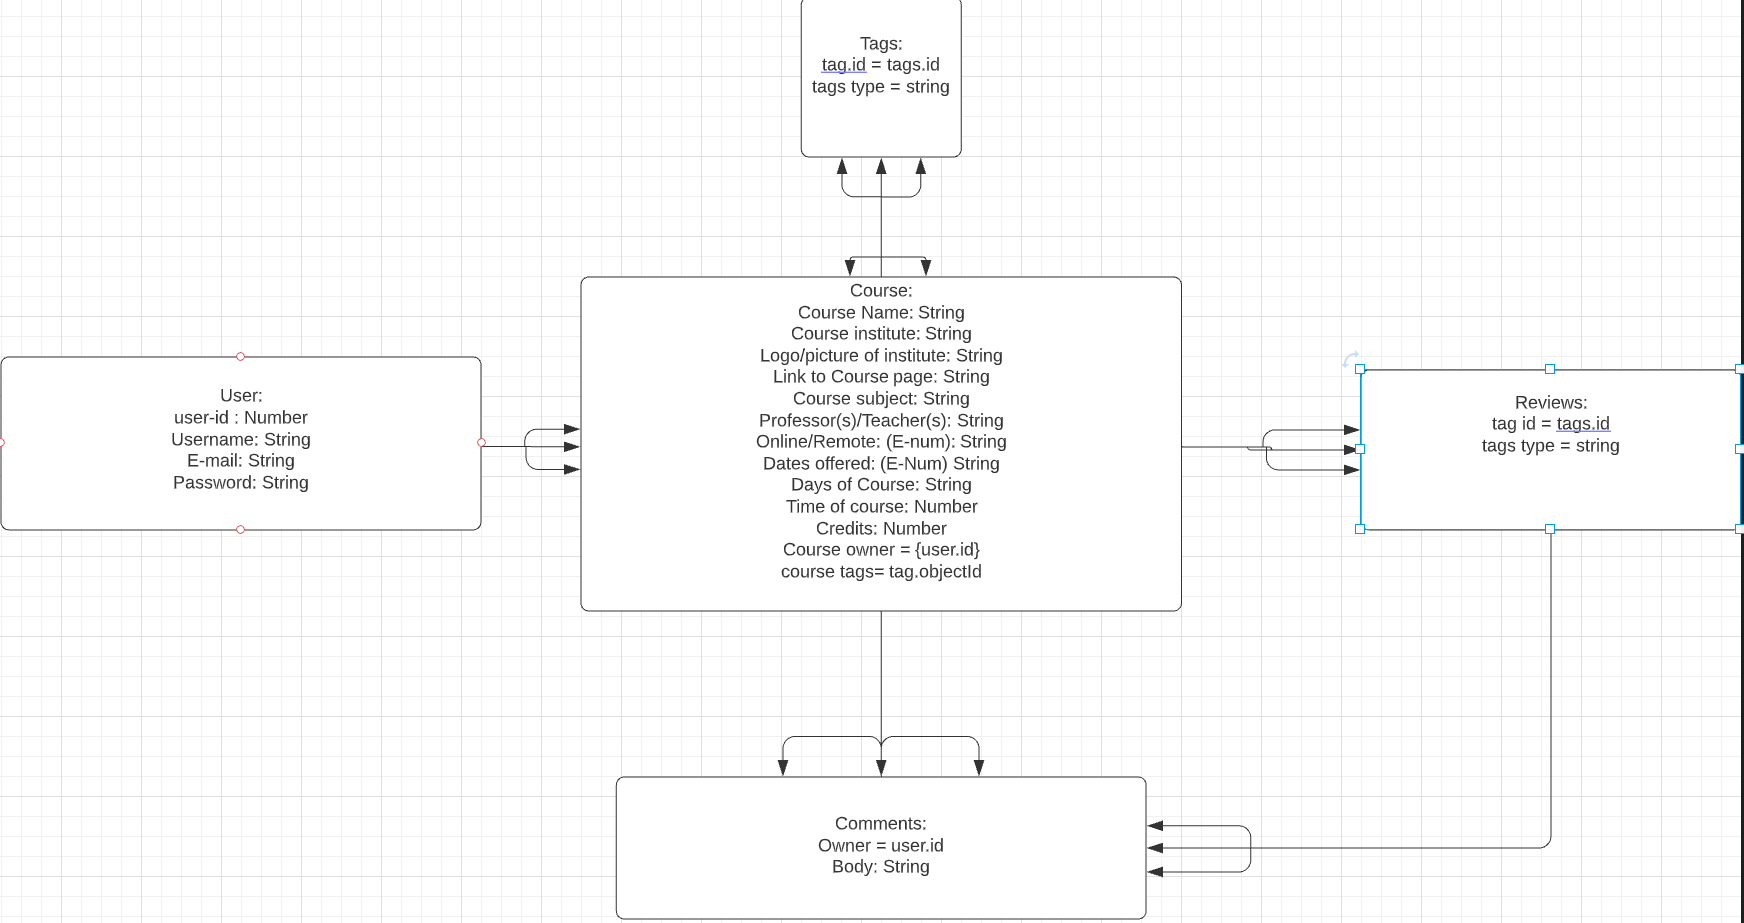 Tags:
tag.id = tags.id
tags type = string
Course:
Course Name: String
Course institute: String
Logo/picture of institute: String
Link to Course page: String
Course subject: String
Professor(s)/Teacher(s): String
Online/Remote: (E-num): String
Dates offered: (E-Num) String
Days of Course: String
Time of course: Number
Credits: Number
Course owner = {user.id}
course tags= tag.objectId
User:
user-id : Number
Username: String
E-mail: String
Password: String
Reviews:
tag id = tags.id
tags type = string
Comments:
Owner = user.id
Body: String